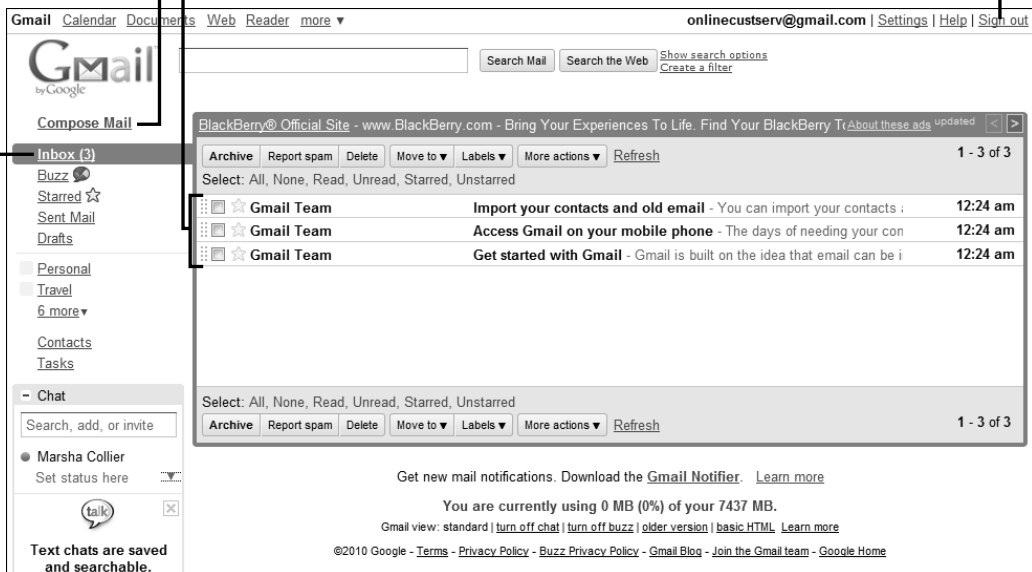 Gmail Calendar Documents Web Reader more ▼ onlinecustserv@gmail.com | Settings | Help | Sign out
Gmail
by Google
Search Mail Search the Web Show search options
Create a filter
Compose Mail
BlackBerry® Official Site - www.BlackBerry.com - Bring Your Experiences To Life. Find Your BlackBerry About these ads updated < >
Inbox (3)
Archive Report spam Delete Move to ▼ Labels ▼ More actions ▼ Refresh 1 - 3 of 3
Buzz
Select: All, None, Read, Unread, Starred, Unstarred
Starred
Gmail Team Import your contacts and old email - You can import your contacts 12:24 am
Sent Mail
Gmail Team Access Gmail on your mobile phone - The days of needing your con 12:24 am
Drafts
Gmail Team Get started with Gmail - Gmail is built on the idea that email can be i 12:24 am
Personal
Travel
6 more ▼
Contacts
Tasks
- Chat
Search, add, or invite
Marsha Collier
Set status here
talk
Text chats are saved
and searchable.
Select: All, None, Read, Unread, Starred, Unstarred
Archive Report spam Delete Move to ▼ Labels ▼ More actions ▼ Refresh 1 - 3 of 3
Get new mail notifications. Download the Gmail Notifier. Learn more
You are currently using 0 MB (0%) of your 7437 MB.
Gmail view: standard | turn off chat | turn off buzz | older version | basic HTML Learn more
©2010 Google - Terms - Privacy Policy - Buzz Privacy Policy - Gmail Blog - Join the Gmail team - Google Home